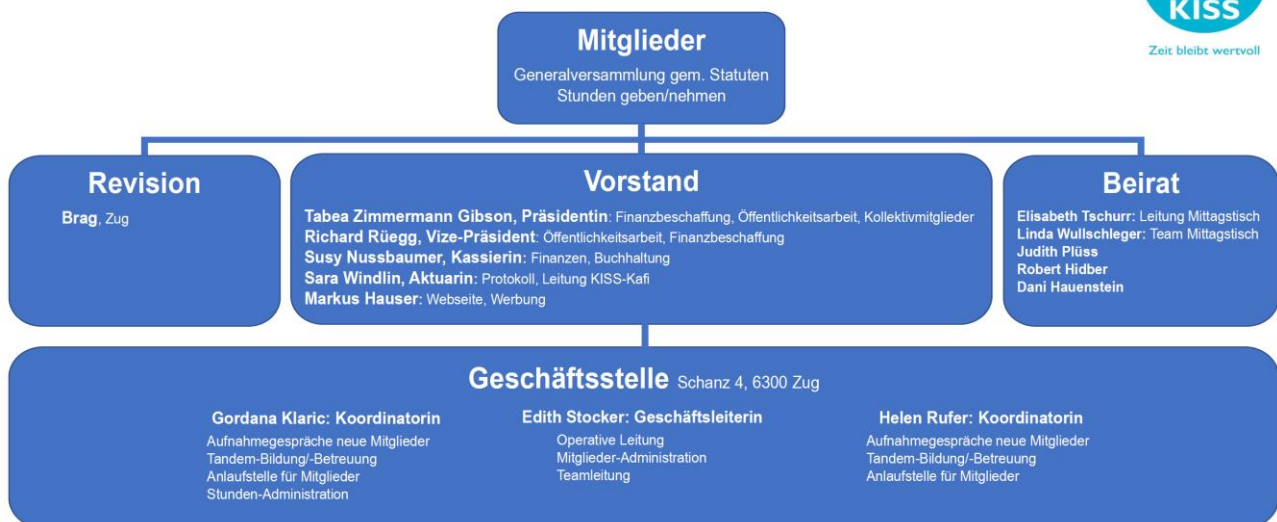 KISS
Zeit bleibt wertvoll
Mitglieder
Generalversammlung gem. Statuten
Stunden geben/nehmen
Revision
Brag, Zug
Vorstand
Tabea Zimmermann Gibson, Präsidentin: Finanzbeschaffung, Öffentlichkeitsarbeit, Kollektivmitglieder
Richard Rüegg, Vize-Präsident: Öffentlichkeitsarbeit, Finanzbeschaffung
Susy Nussbaumer, Kassierin: Finanzen, Buchhaltung
Sara Windlin, Aktuarin: Protokoll, Leitung KISS-Kafi
Markus Hauser: Webseite, Werbung
Beirat
Elisabeth Tschurr: Leitung Mittagstisch
Linda Wullschleger: Team Mittagstisch
Judith Plüss
Robert Hidber
Dani Hauenstein
Geschäftsstelle Schanz 4, 6300 Zug
Gordana Klaric: Koordinatorin
Aufnahmegespräche neue Mitglieder
Tandem-Bildung/-Betreuung
Anlaufstelle für Mitglieder
Stunden-Administration
Edith Stocker: Geschäftsleiterin
Operative Leitung
Mitglieder-Administration
Teamleitung
Helen Rufer: Koordinatorin
Aufnahmegespräche neue Mitglieder
Tandem-Bildung/-Betreuung
Anlaufstelle für Mitglieder